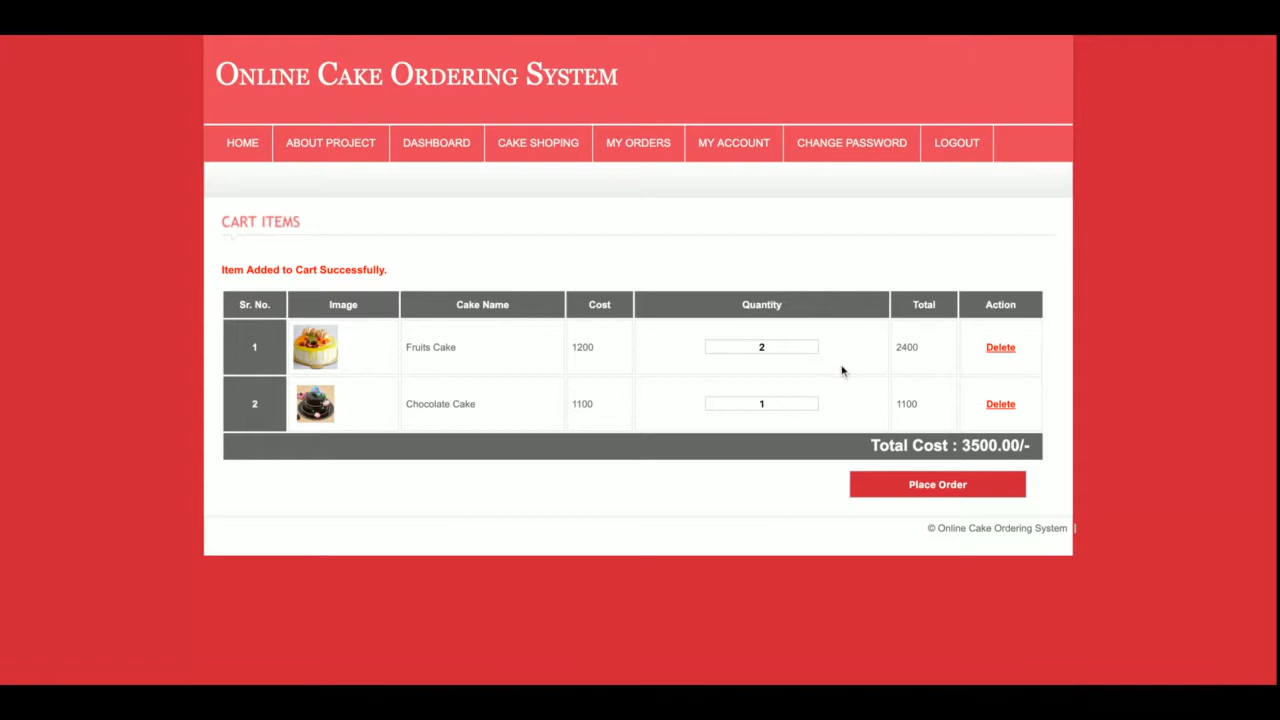 Online Cake Ordering System
HOME ABOUT PROJECT DASHBOARD CAKE SHOPING MY ORDERS MY ACCOUNT CHANGE PASSWORD LOGOUT
CART ITEMS
Item Added to Cart Successfully.
Sr. No. Image Cake Name Cost Quantity Total Action
1 Fruits Cake 1200 2 2400 Delete
2 Chocolate Cake 1100 1 1100 Delete
Total Cost : 3500.00/-
Place Order
© Online Cake Ordering System |